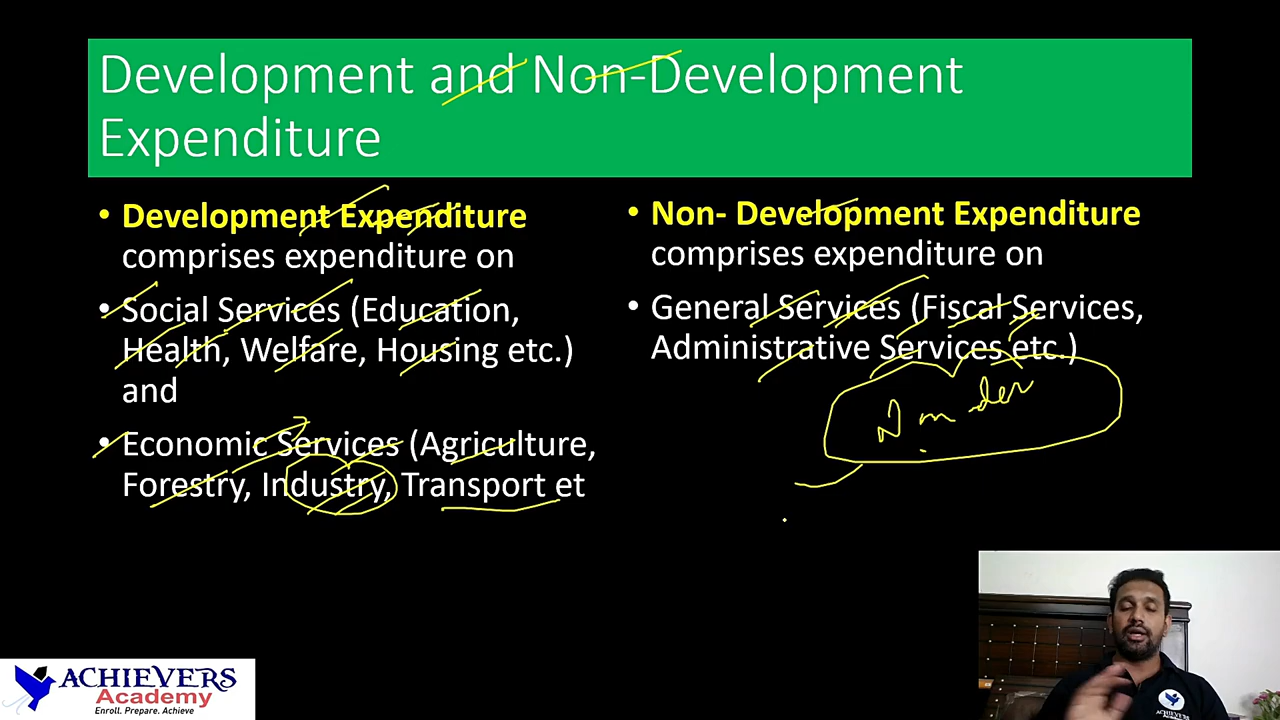 Development and Non-Development
Expenditure
• Development Expenditure
comprises expenditure on
• Social Services (Education,
Health, Welfare, Housing etc.)
and
• Economic Services (Agriculture,
Forestry, Industry, Transport et
• Non- Development Expenditure
comprises expenditure on
• General Services (Fiscal Services,
Administrative Services etc.)
ACHIEVERS
Academy
Enroll. Prepare. Achieve
ACHIEVERS